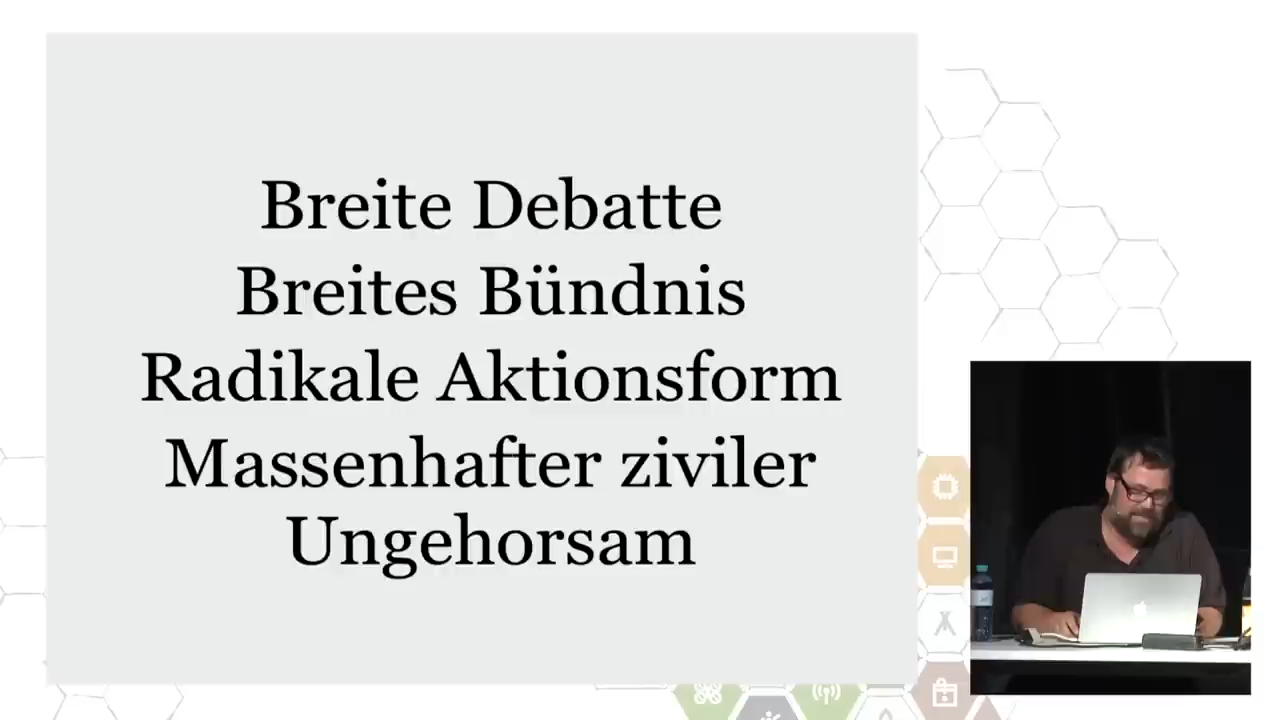 Breite Debatte
Breites Bündnis
Radikale Aktionsform
Massenhafter ziviler
Ungehorsam